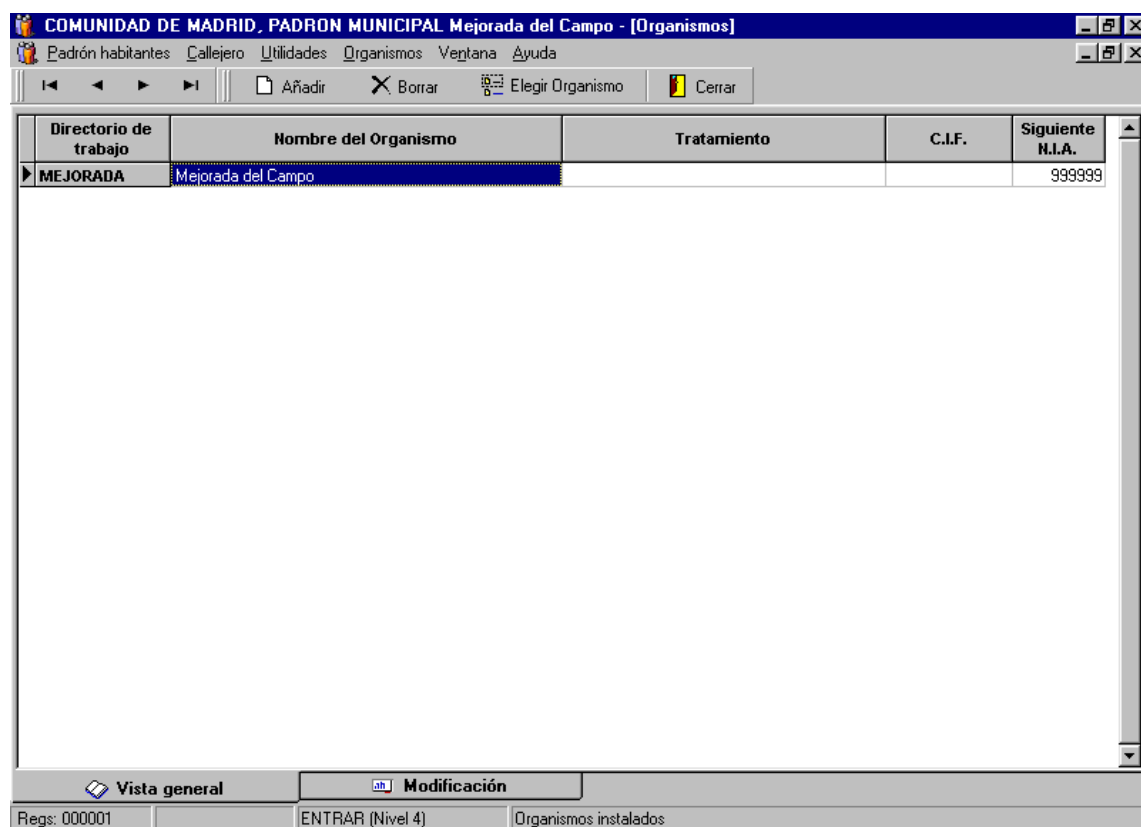 COMUNIDAD DE MADRID, PADRON MUNICIPAL Mejorada del Campo - [Organismos]
Padrón habitantes Callejero Utilidades Organismos Ventana Ayuda
Añadir Borrar Elegir Organismo Cerrar
Directorio de trabajo Nombre del Organismo Tratamiento C.I.F. Siguiente N.I.A.
MEJORADA Mejorada del Campo 999999
Vista general Modificación
Regs: 000001 ENTRAR (Nivel 4) Organismos instalados